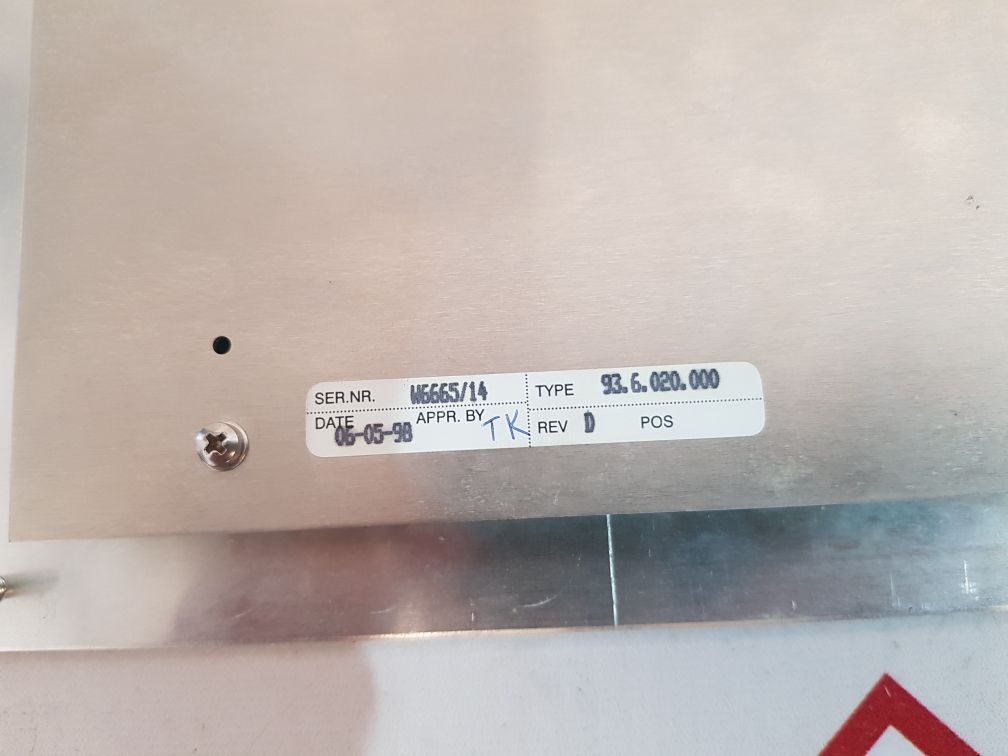 SER.NR. W6665/14 TYPE 93.6.020.000
DATE 06-05-98 APPR. BY TK REV D POS